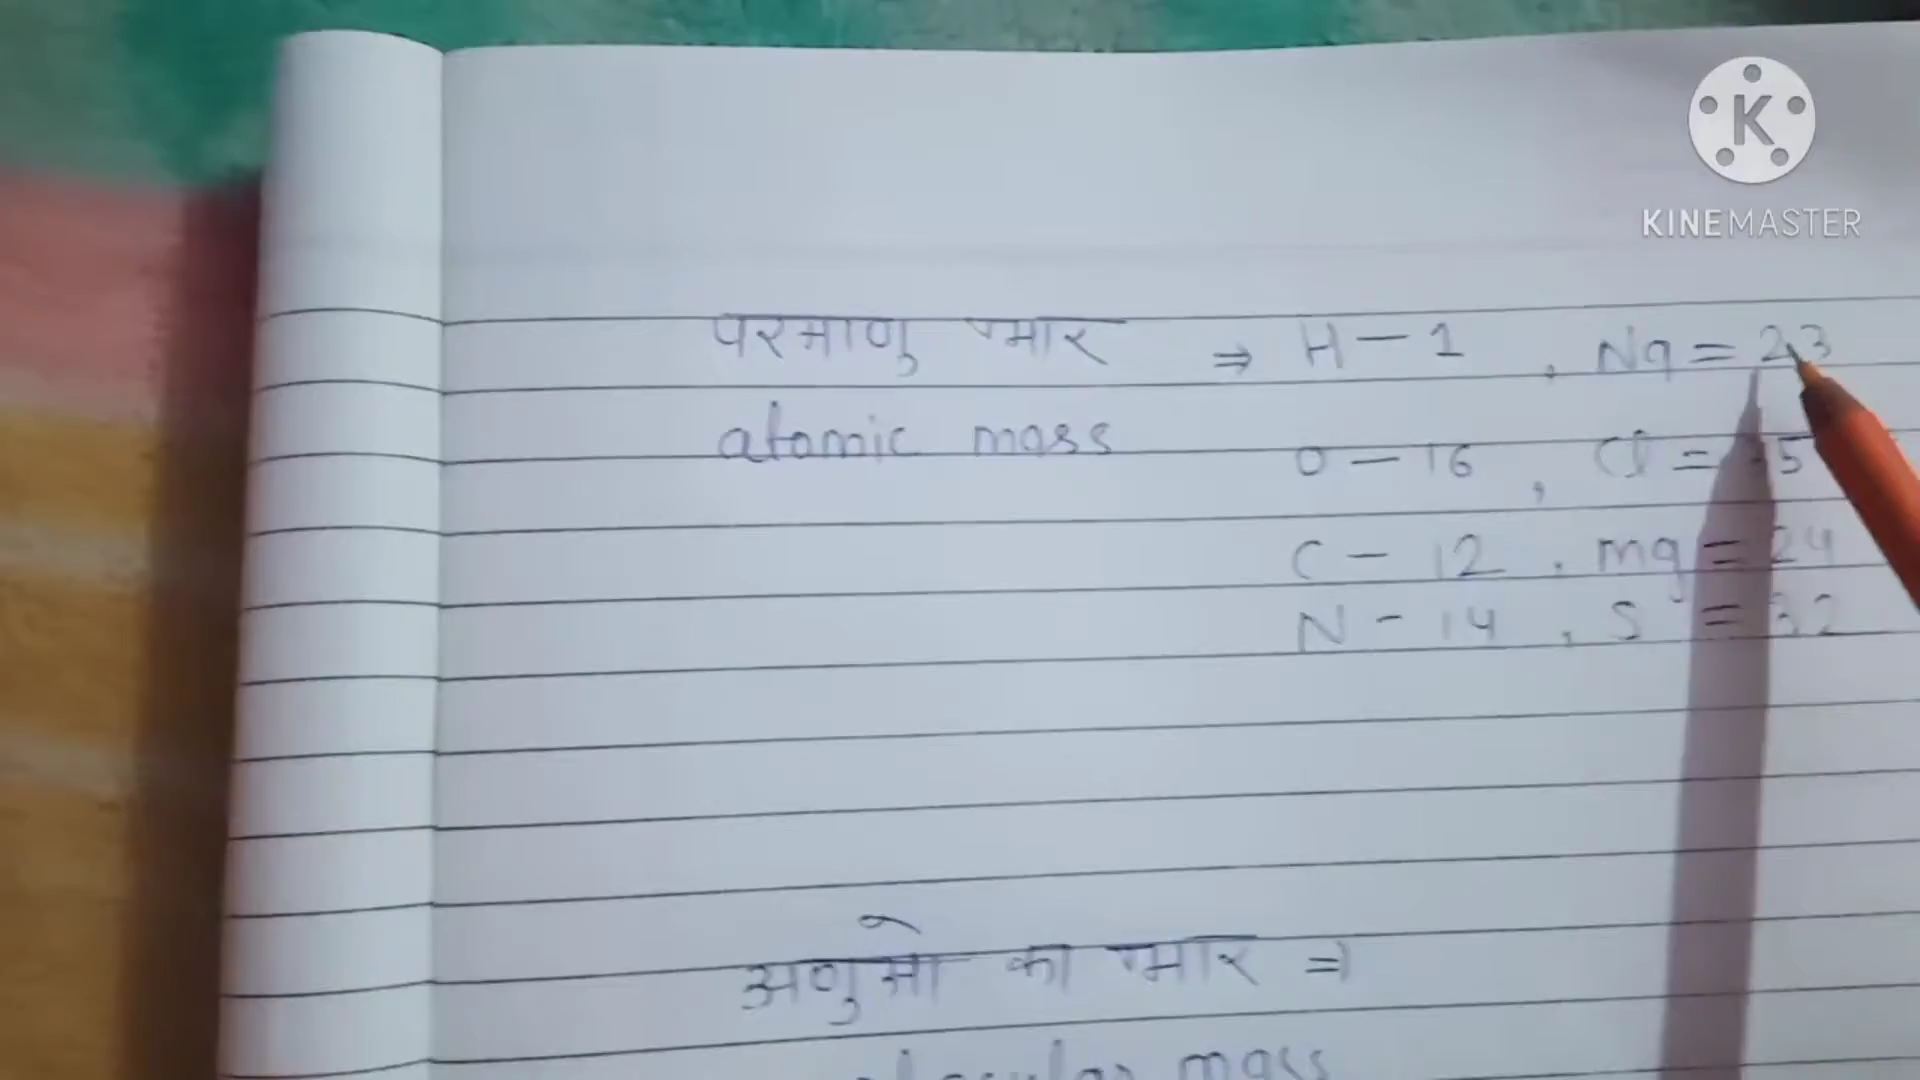 K
KINEMASTER
परमाणु भार ⇒ H - 1 , Na = 23
atomic mass O - 16 , Cl = 35
C - 12 , mg = 24
N - 14 , S = 32
अणुओ का भार ⇒
mass